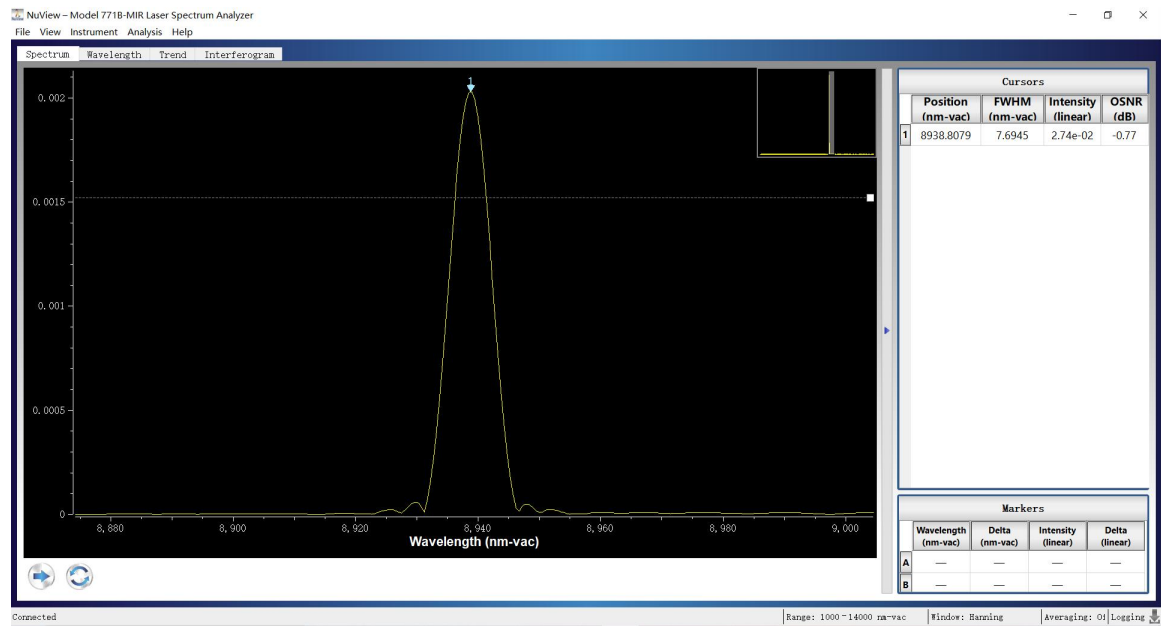 NuView – Model 771B-MIR Laser Spectrum Analyzer
File View Instrument Analysis Help
Spectrum Wavelength Trend Interferogram
1
0.002
0.0015
0.001
0.0005
0
8,880 8,900 8,920 8,940 8,960 8,980 9,000
Wavelength (nm-vac)
Cursors
Position (nm-vac) FWHM (nm-vac) Intensity (linear) OSNR (dB)
1 8938.8079 7.6945 2.74e-02 -0.77
Markers
Wavelength (nm-vac) Delta (nm-vac) Intensity (linear) Delta (linear)
A — — — —
B — — — —
Connected
Range: 1000-14000 nm-vac Window: Hanning Averaging: Logging